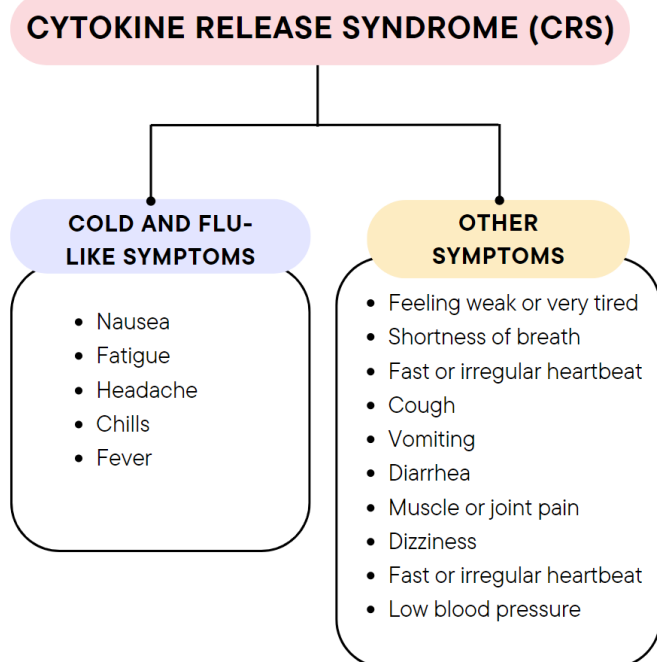 CYTOKINE RELEASE SYNDROME (CRS)
COLD AND FLU-
LIKE SYMPTOMS
• Nausea
• Fatigue
• Headache
• Chills
• Fever
OTHER
SYMPTOMS
• Feeling weak or very tired
• Shortness of breath
• Fast or irregular heartbeat
• Cough
• Vomiting
• Diarrhea
• Muscle or joint pain
• Dizziness
• Fast or irregular heartbeat
• Low blood pressure